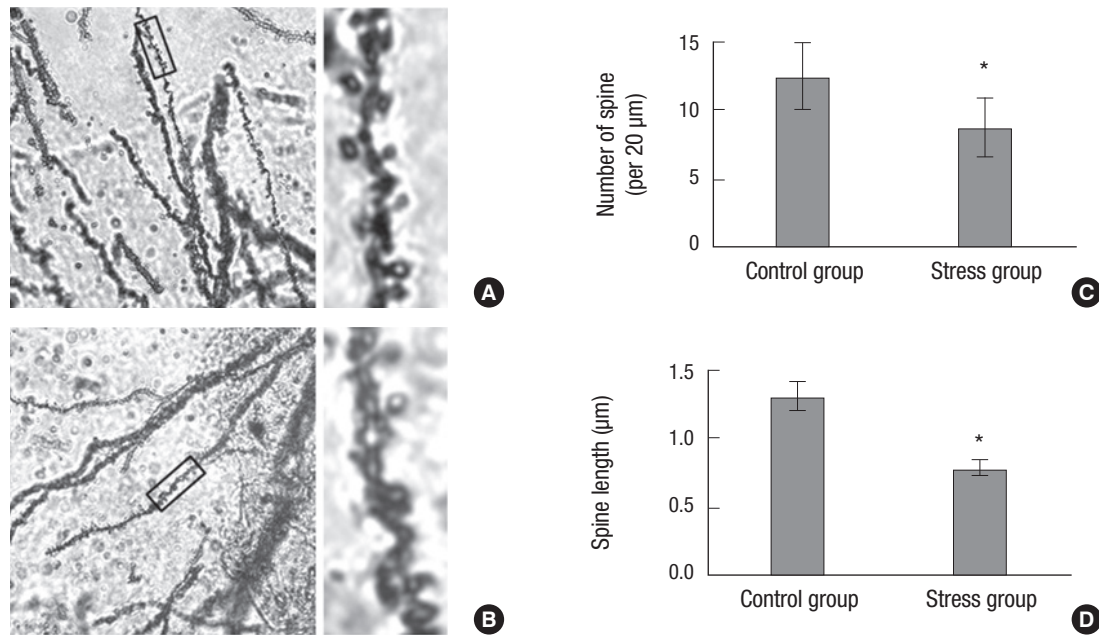 A
15
10
5
0
Number of spine
(per 20 µm)
*
Control group
Stress group
C
B
1.5
1.0
0.5
0.0
Spine length (µm)
*
Control group
Stress group
D